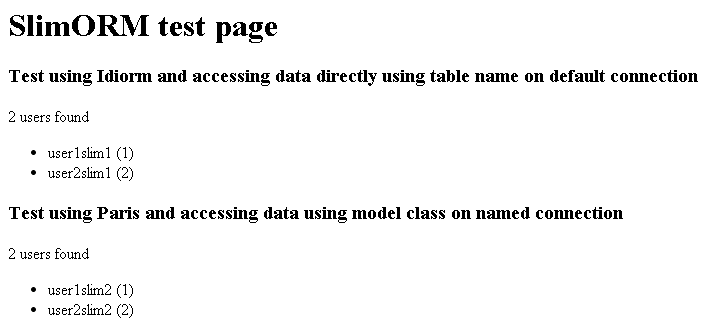 SlimORM test page
Test using Idiorm and accessing data directly using table name on default connection
2 users found
• user1slim1 (1)
• user2slim1 (2)
Test using Paris and accessing data using model class on named connection
2 users found
• user1slim2 (1)
• user2slim2 (2)